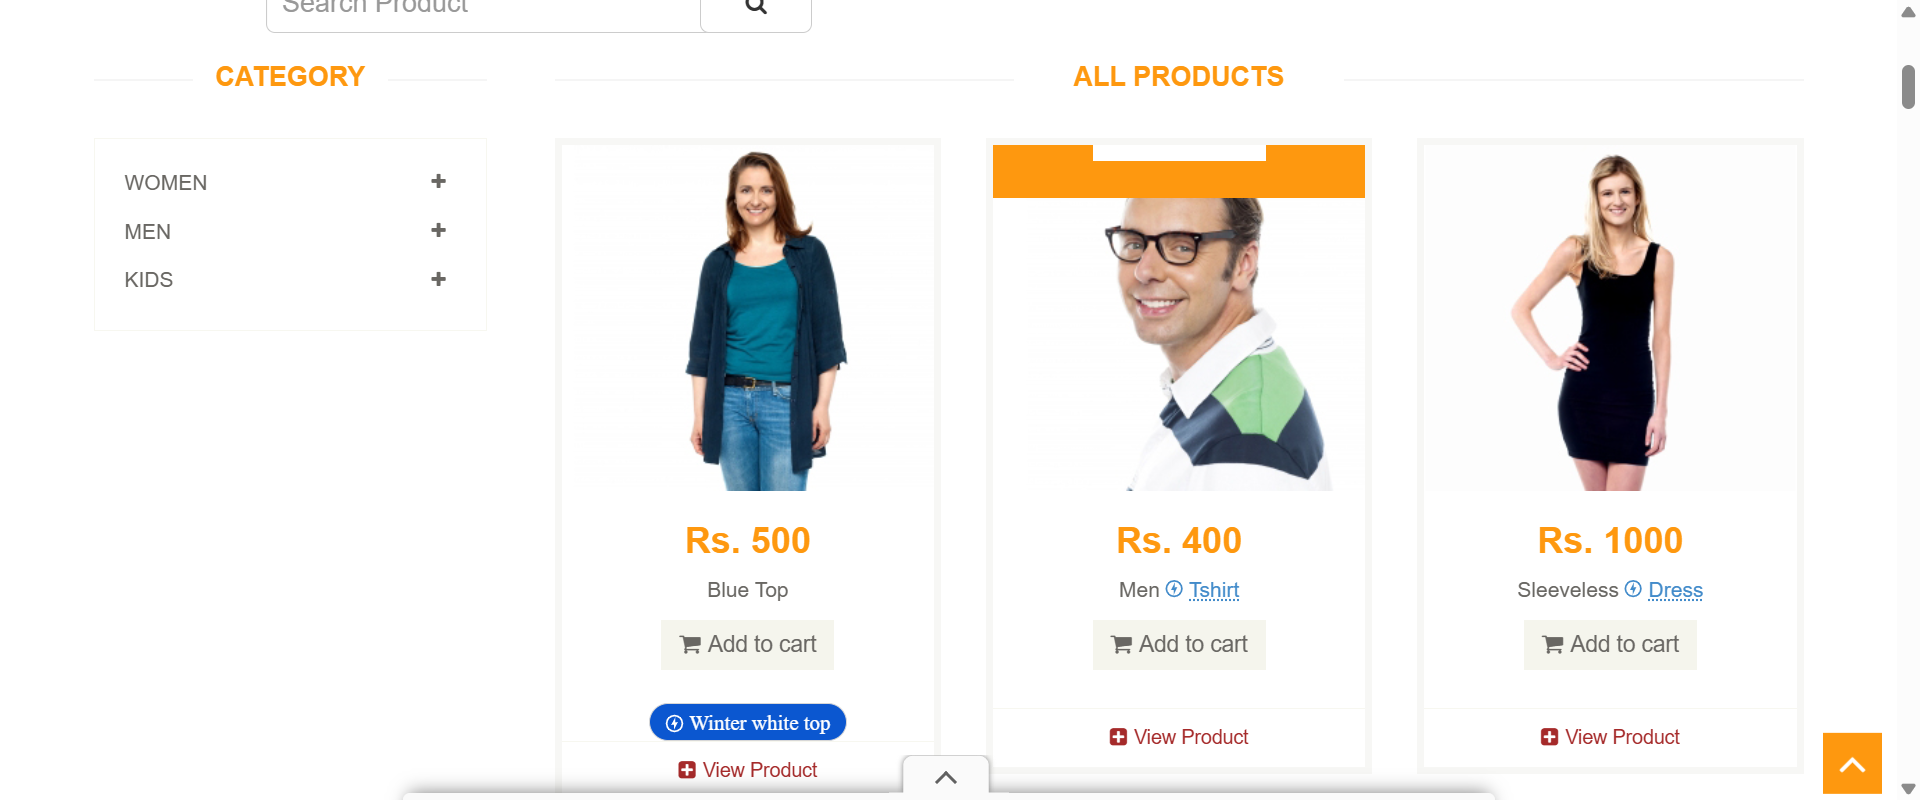 Search Product
CATEGORY
ALL PRODUCTS
WOMEN
MEN
KIDS
Rs. 500
Blue Top
Add to cart
Winter white top
View Product
Rs. 400
Men Tshirt
Add to cart
View Product
Rs. 1000
Sleeveless Dress
Add to cart
View Product